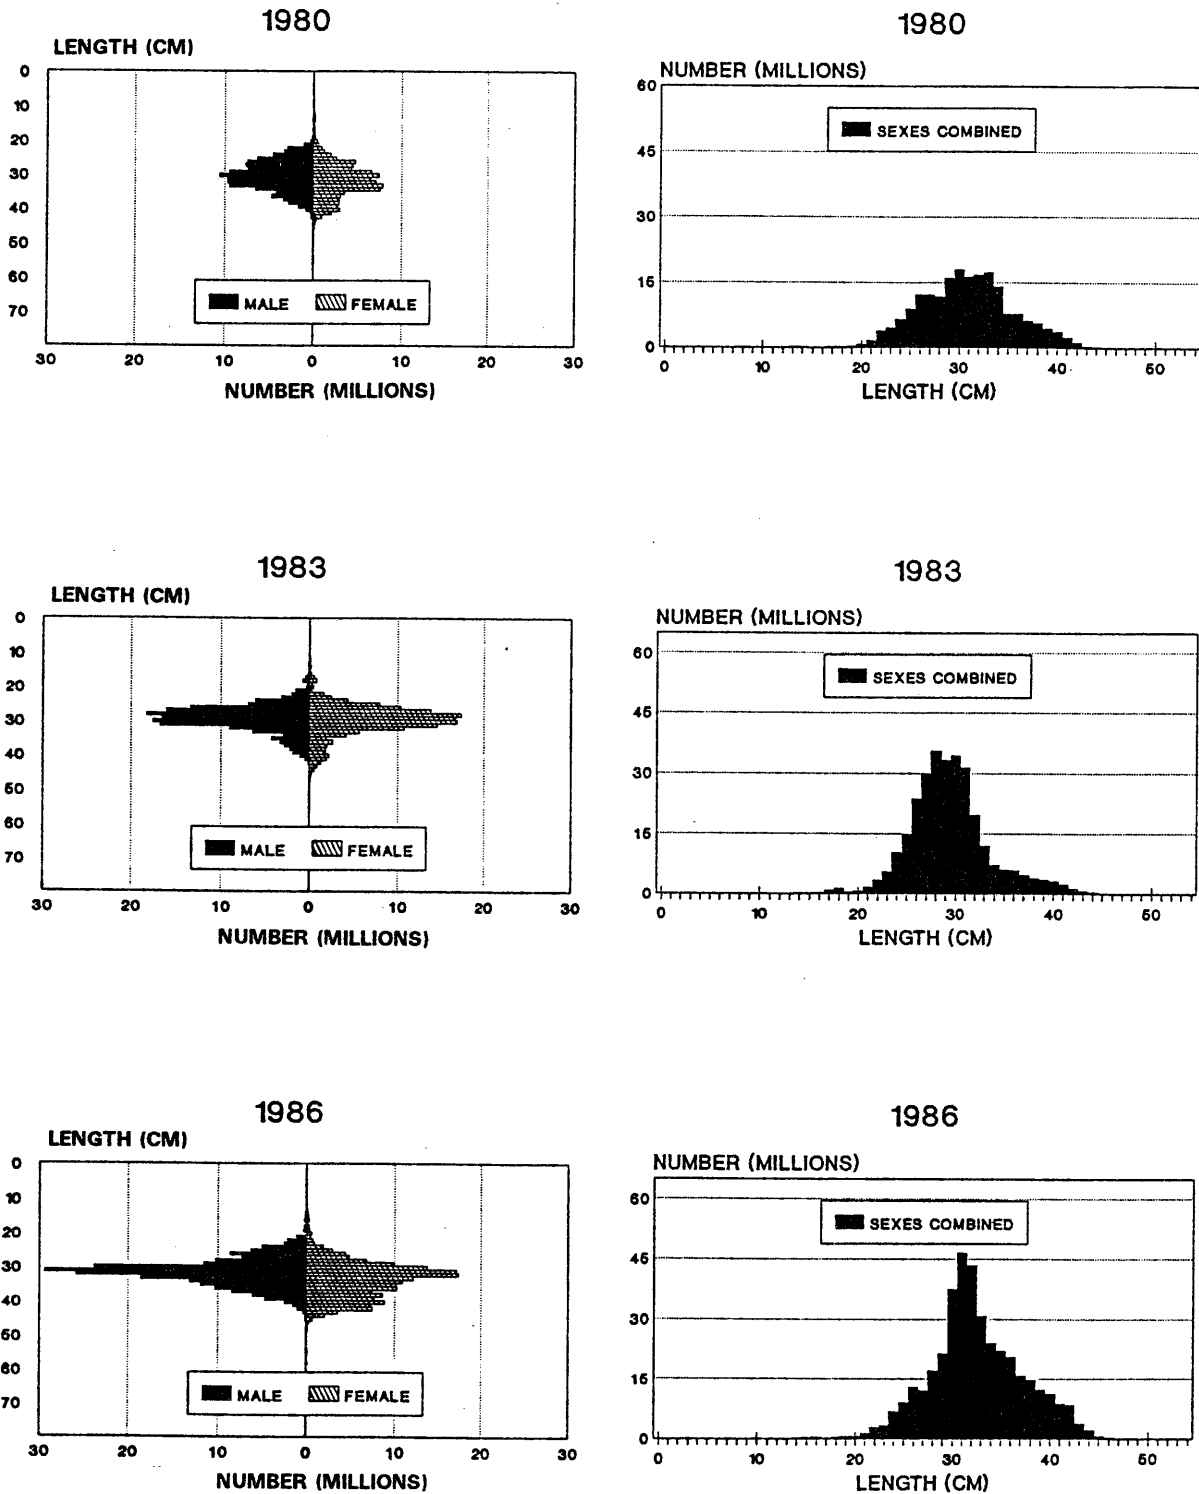 1980
LENGTH (CM)
0
10
20
30
40
50
60
70
MALE FEMALE
30 20 10 0 10 20 30
NUMBER (MILLIONS)
1980
NUMBER (MILLIONS)
60
SEXES COMBINED
45
30
15
0
0 10 20 30 40 50
LENGTH (CM)
1983
LENGTH (CM)
0
10
20
30
40
50
60
70
MALE FEMALE
30 20 10 0 10 20 30
NUMBER (MILLIONS)
1983
NUMBER (MILLIONS)
60
SEXES COMBINED
45
30
15
0
0 10 20 30 40 50
LENGTH (CM)
1986
LENGTH (CM)
0
10
20
30
40
50
60
70
MALE FEMALE
30 20 10 0 10 20 30
NUMBER (MILLIONS)
1986
NUMBER (MILLIONS)
60
SEXES COMBINED
45
30
15
0
0 10 20 30 40 50
LENGTH (CM)